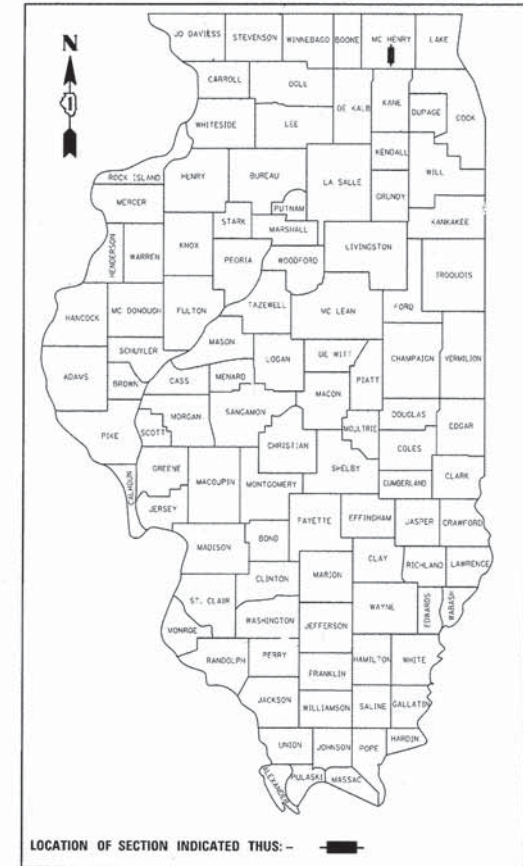 JO DAVIESS STEVENSON WINNEBAGO BOONE MC HENRY LAKE
N
CARROLL OGLE DE KALB KANE DUPAGE COOK
WHITESIDE LEE
KENDALL WILL
ROCK ISLAND HENRY BUREAU LA SALLE GRUNDY
MERCER PUTNAM KANKAKEE
STARK MARSHALL LIVINGSTON
HENDERSON WARREN KNOX PEORIA WOODFORD IROQUOIS
HANCOCK MC DONOUGH FULTON TAZEWELL MC LEAN FORD
MASON
SCHUYLER LOGAN DE WITT CHAMPAIGN VERMILION
ADAMS BROWN CASS MENARD PIATT
MACON
MORGAN SANGAMON DOUGLAS
PIKE SCOTT CHRISTIAN MOULTRIE COLES EDGAR
GREENE SHELBY
CALHOUN MACOUPIN MONTGOMERY CUMBERLAND CLARK
JERSEY FAYETTE EFFINGHAM JASPER CRAWFORD
MADISON BOND
CLAY RICHLAND LAWRENCE
CLINTON MARION
ST. CLAIR WAYNE EDWARDS WABASH
MONROE WASHINGTON JEFFERSON
RANDOLPH PERRY HAMILTON WHITE
FRANKLIN
JACKSON WILLIAMSON SALINE GALLATIN
UNION JOHNSON POPE HARDIN
ALEXANDER PULASKI MASSAC
LOCATION OF SECTION INDICATED THUS: -